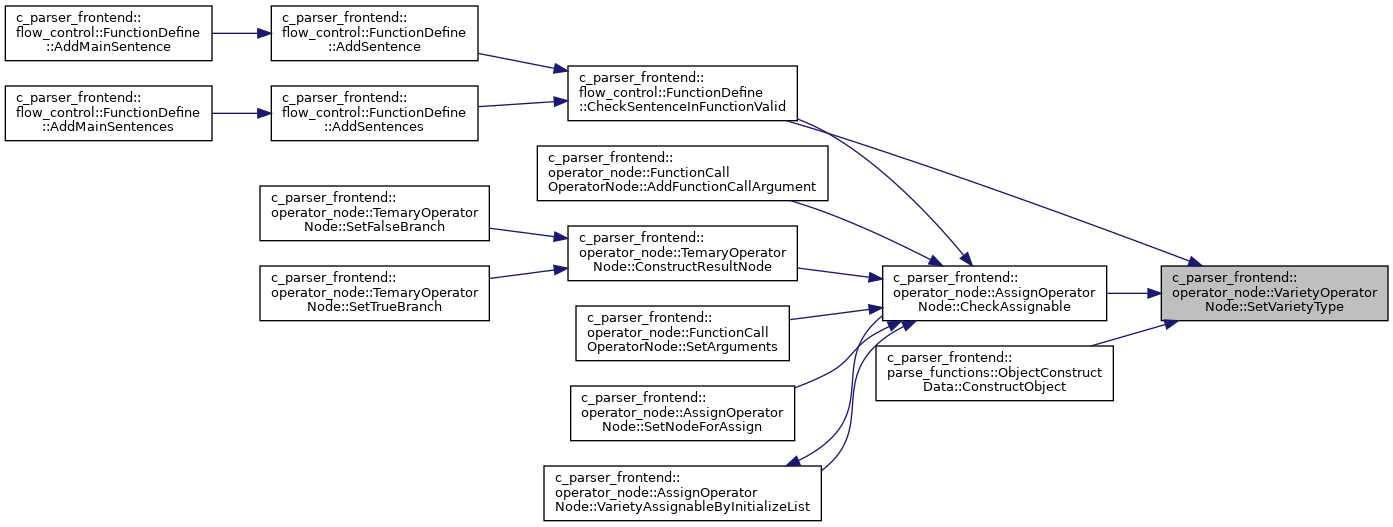 c_parser_frontend::
flow_control::FunctionDefine
::AddMainSentence
c_parser_frontend::
flow_control::FunctionDefine
::AddSentence
c_parser_frontend::
flow_control::FunctionDefine
::CheckSentenceInFunctionValid
c_parser_frontend::
flow_control::FunctionDefine
::AddMainSentences
c_parser_frontend::
flow_control::FunctionDefine
::AddSentences
c_parser_frontend::
operator_node::FunctionCall
OperatorNode::AddFunctionCallArgument
c_parser_frontend::
operator_node::TemaryOperator
Node::SetFalseBranch
c_parser_frontend::
operator_node::TemaryOperator
Node::ConstructResultNode
c_parser_frontend::
operator_node::TemaryOperator
Node::SetTrueBranch
c_parser_frontend::
operator_node::AssignOperator
Node::CheckAssignable
c_parser_frontend::
operator_node::VarietyOperator
Node::SetVarietyType
c_parser_frontend::
operator_node::FunctionCall
OperatorNode::SetArguments
c_parser_frontend::
parse_functions::ObjectConstruct
Data::ConstructObject
c_parser_frontend::
operator_node::AssignOperator
Node::SetNodeForAssign
c_parser_frontend::
operator_node::AssignOperator
Node::VarietyAssignableByInitializeList